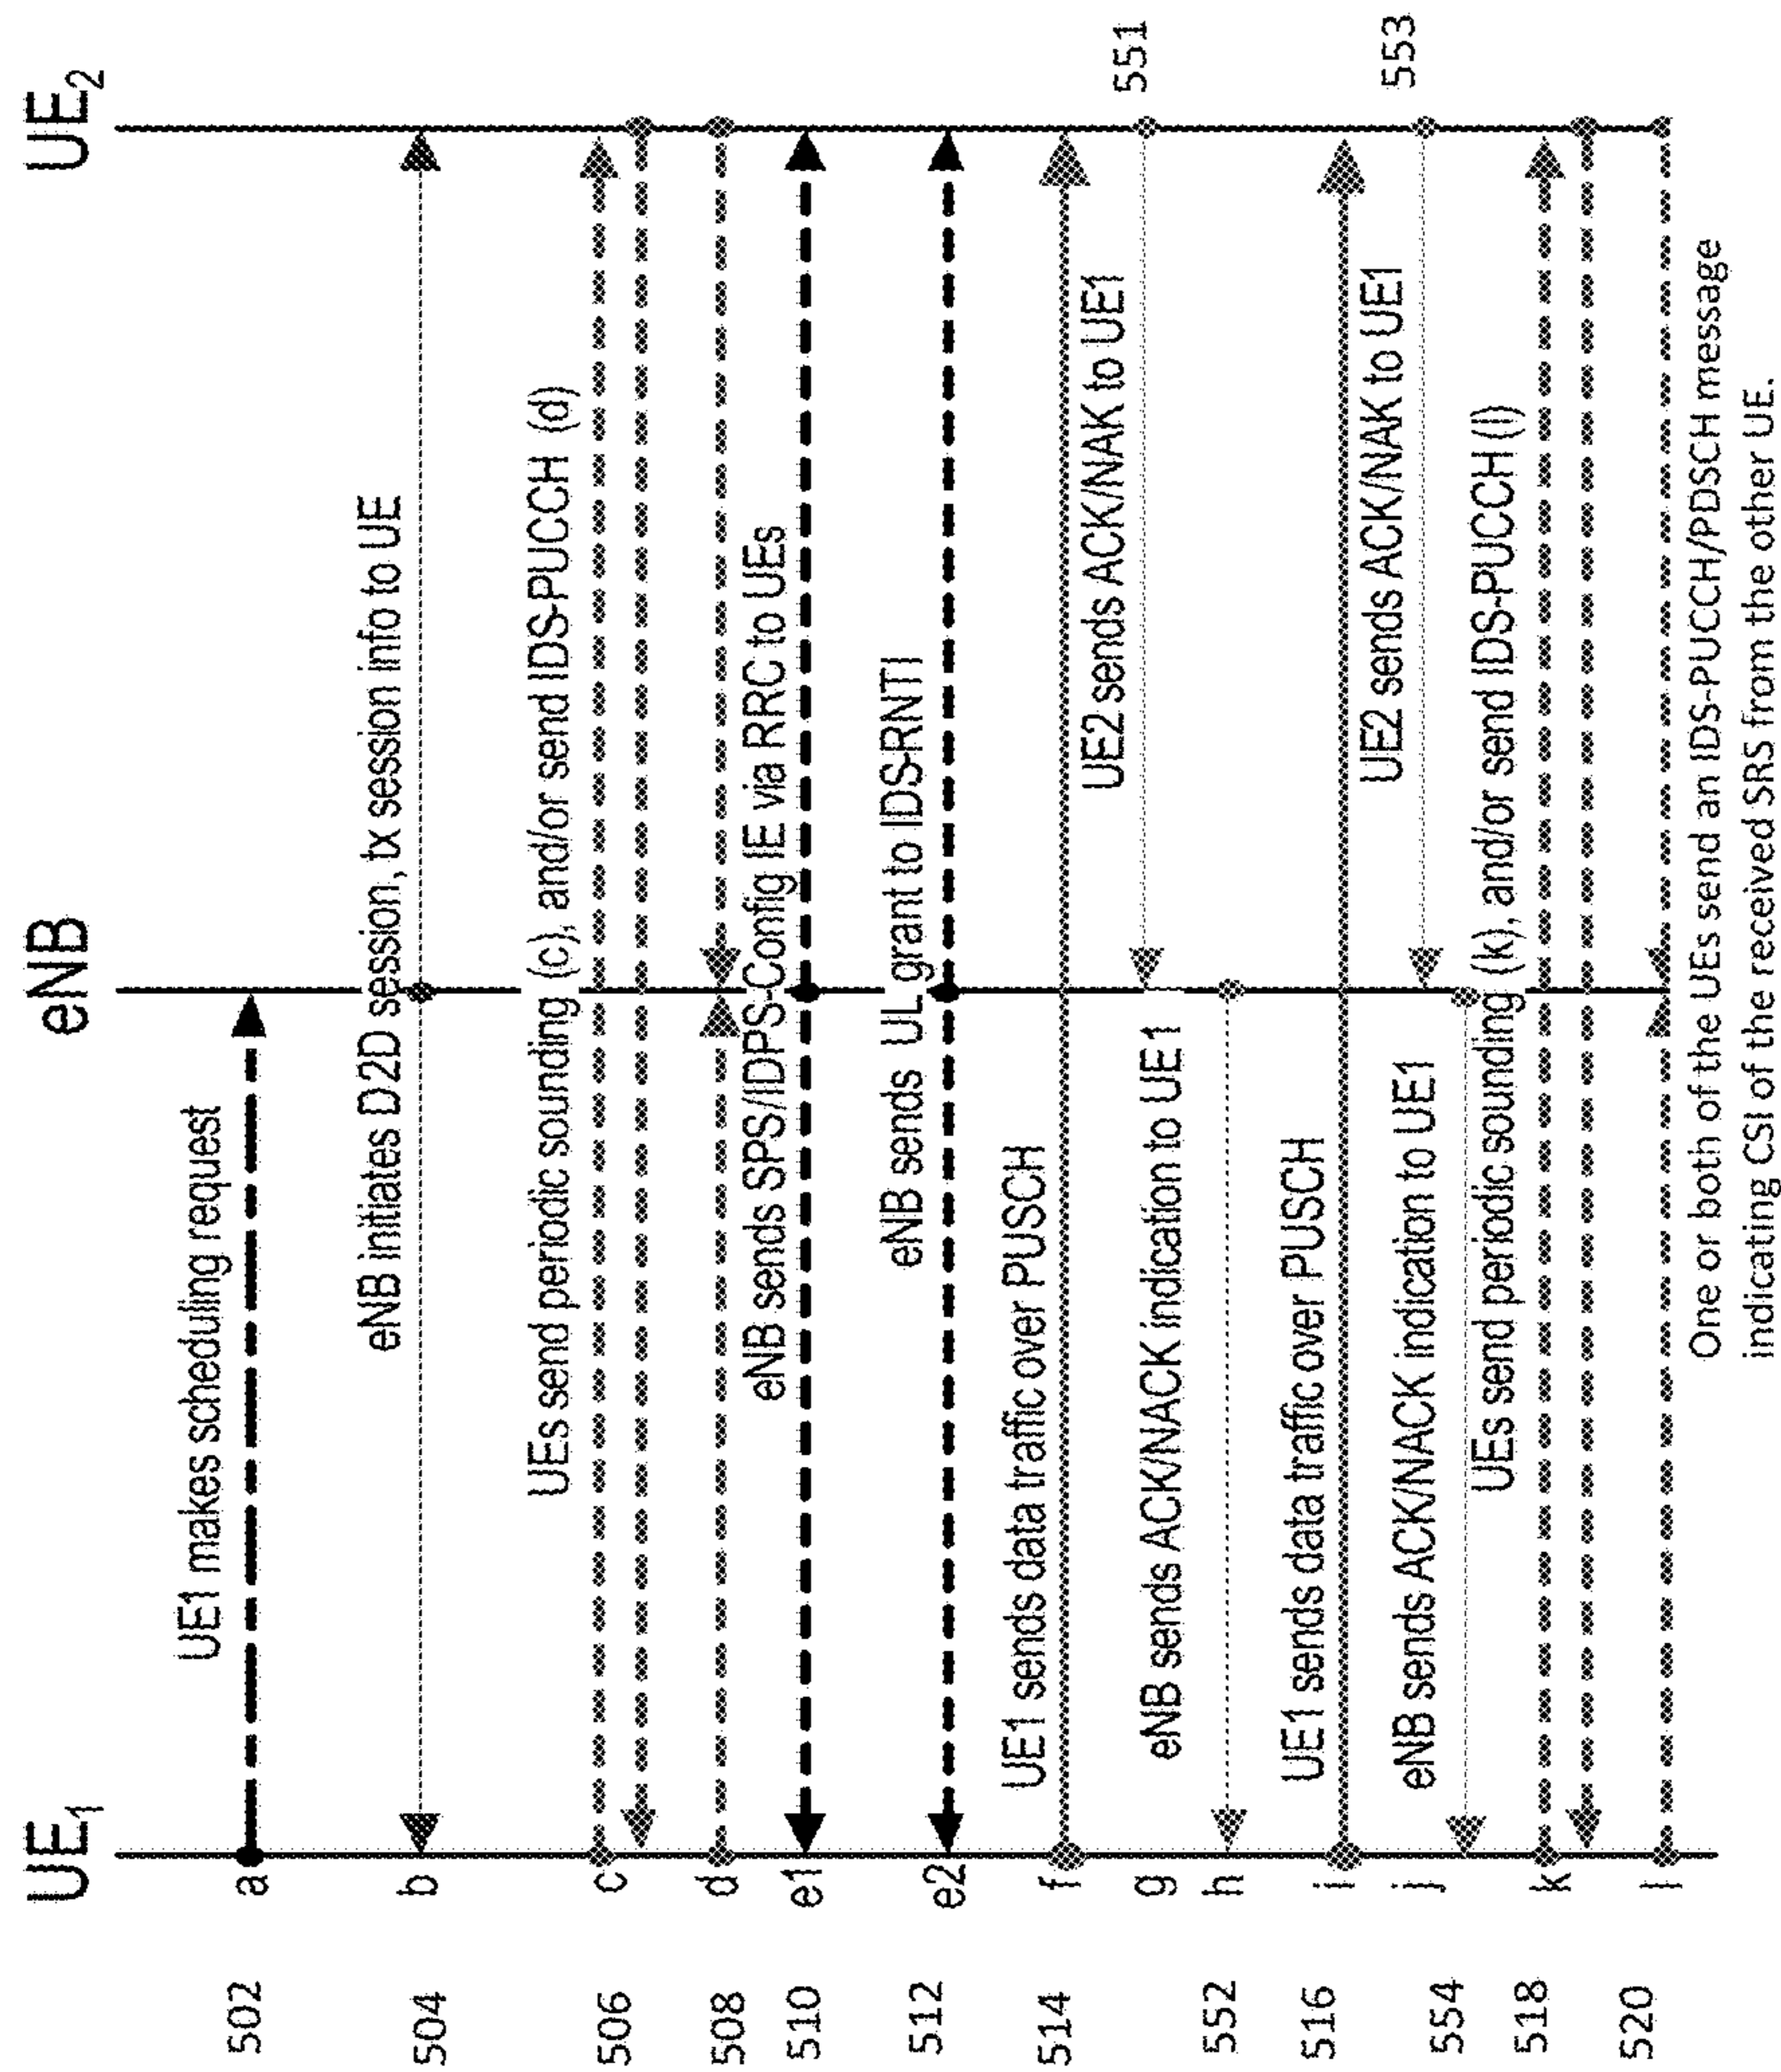 UE1 eNB UE2
502 a UE1 makes scheduling request
504 b eNB initiates D2D session, tx session info to UE
506 c UEs send periodic sounding (c), and/or send IDS-PUCCH (d)
508 d
510 e1 eNB sends SPS/IDPS-Config IE via RRC to UEs
512 e2 eNB sends UL grant to IDS-RNTI
514 f UE1 sends data traffic over PUSCH
g UE2 sends ACK/NAK to UE1 551
552 h eNB sends ACK/NACK indication to UE1
516 i UE1 sends data traffic over PUSCH
j UE2 sends ACK/NAK to UE1 553
554 eNB sends ACK/NACK indication to UE1
518 k UEs send periodic sounding (k), and/or send IDS-PUCCH (l)
520 l
One or both of the UEs send an IDS-PUCCH/PDSCH message
indicating CSI of the received SRS from the other UE.